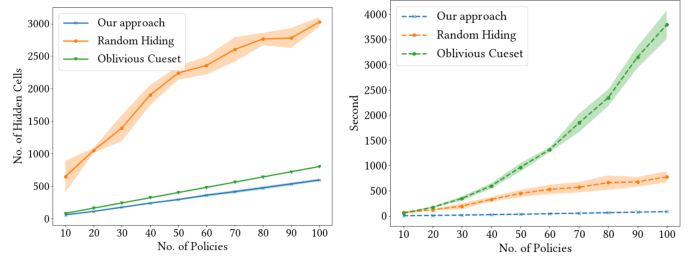 Our approach
Random Hiding
Oblivious Cueset
No. of Hidden Cells
3000
2500
2000
1500
1000
500
0
10 20 30 40 50 60 70 80 90 100
No. of Policies
Our approach
Random Hiding
Oblivious Cueset
Second
4000
3500
3000
2500
2000
1500
1000
500
0
10 20 30 40 50 60 70 80 90 100
No. of Policies